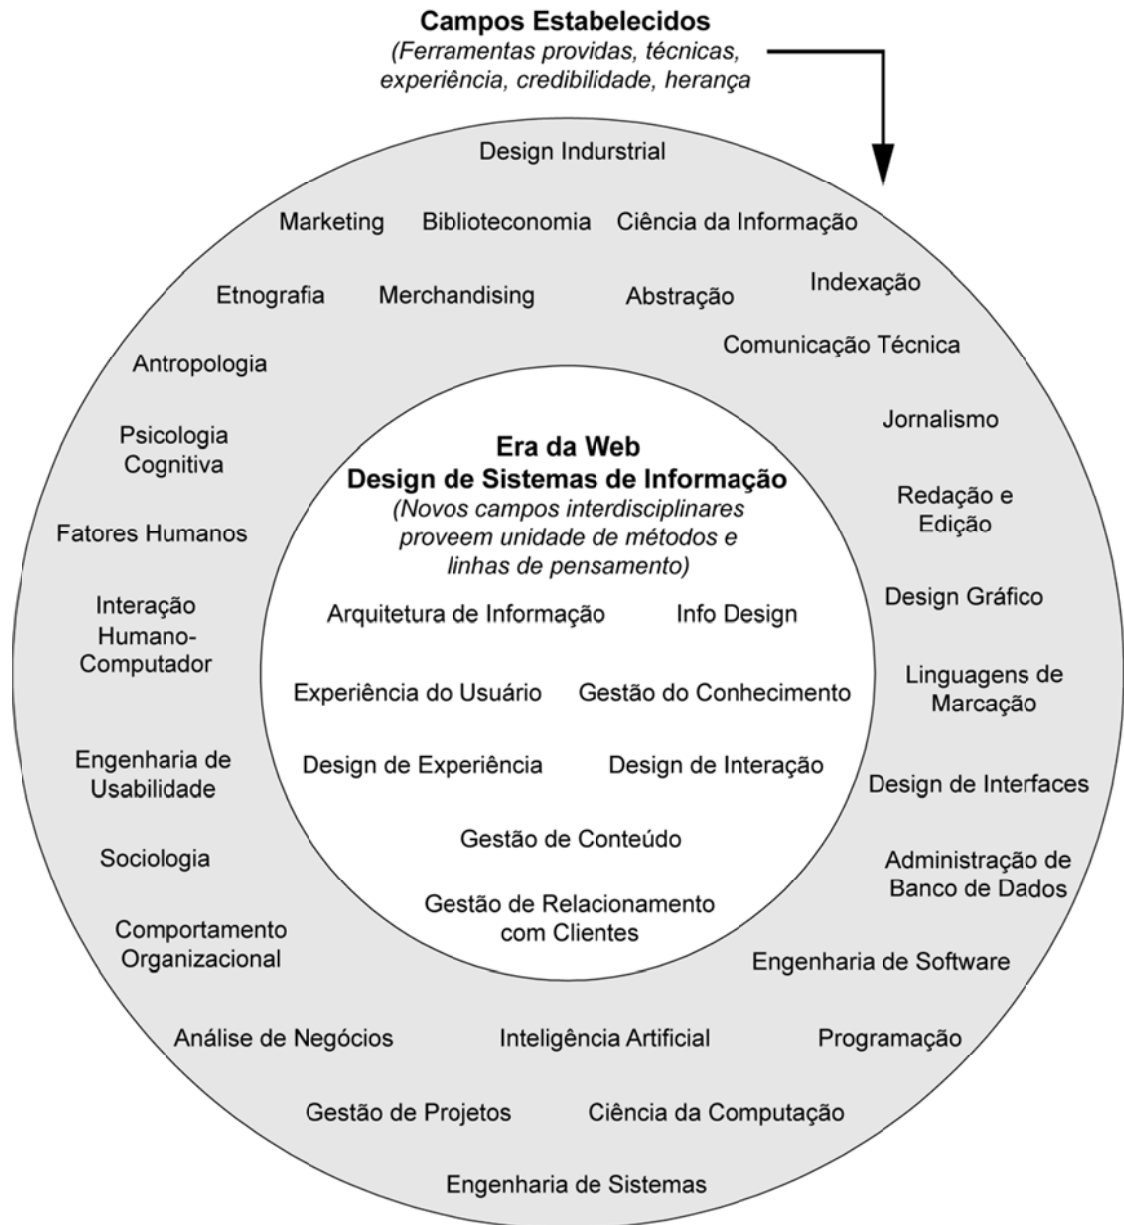 Campos Estabelecidos
(Ferramentas providas, técnicas,
experiência, credibilidade, herança
Design Indurstrial
Marketing
Biblioteconomia
Ciência da Informação
Etnografia
Merchandising
Abstração
Indexação
Comunicação Técnica
Antropologia
Jornalismo
Psicologia
Cognitiva
Era da Web
Design de Sistemas de Informação
(Novos campos interdisciplinares
proveem unidade de métodos e
linhas de pensamento)
Redação e
Edição
Fatores Humanos
Interação
Humano-
Computador
Arquitetura de Informação
Info Design
Design Gráfico
Experiência do Usuário
Gestão do Conhecimento
Linguagens de
Marcação
Engenharia de
Usabilidade
Design de Experiência
Design de Interação
Design de Interfaces
Sociologia
Gestão de Conteúdo
Administração de
Banco de Dados
Comportamento
Organizacional
Gestão de Relacionamento
com Clientes
Engenharia de Software
Análise de Negócios
Inteligência Artificial
Programação
Gestão de Projetos
Ciência da Computação
Engenharia de Sistemas